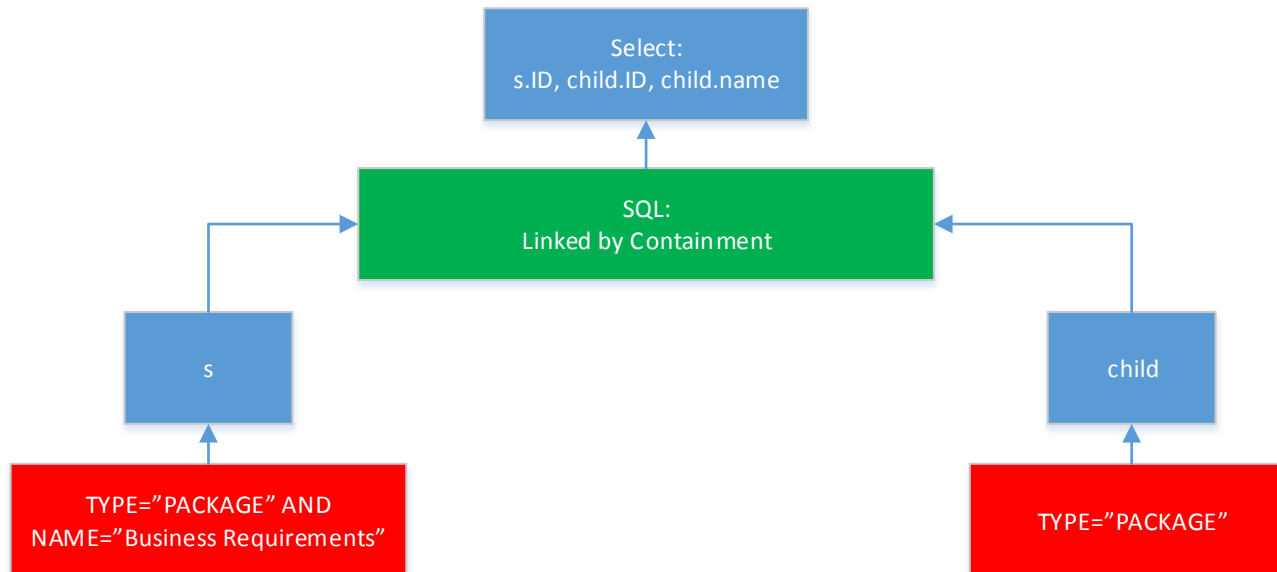 Select:
s.ID, child.ID, child.name
SQL:
Linked by Containment
s
child
TYPE=”PACKAGE” AND
NAME=”Business Requirements”
TYPE=”PACKAGE”